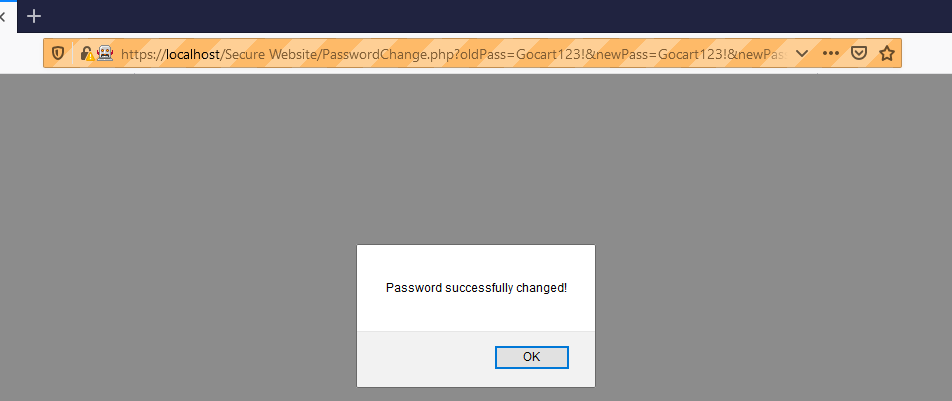 https://localhost/Secure Website/PasswordChange.php?oldPass=Gocart123!&newPass=Gocart123!&newPas
Password successfully changed!
OK